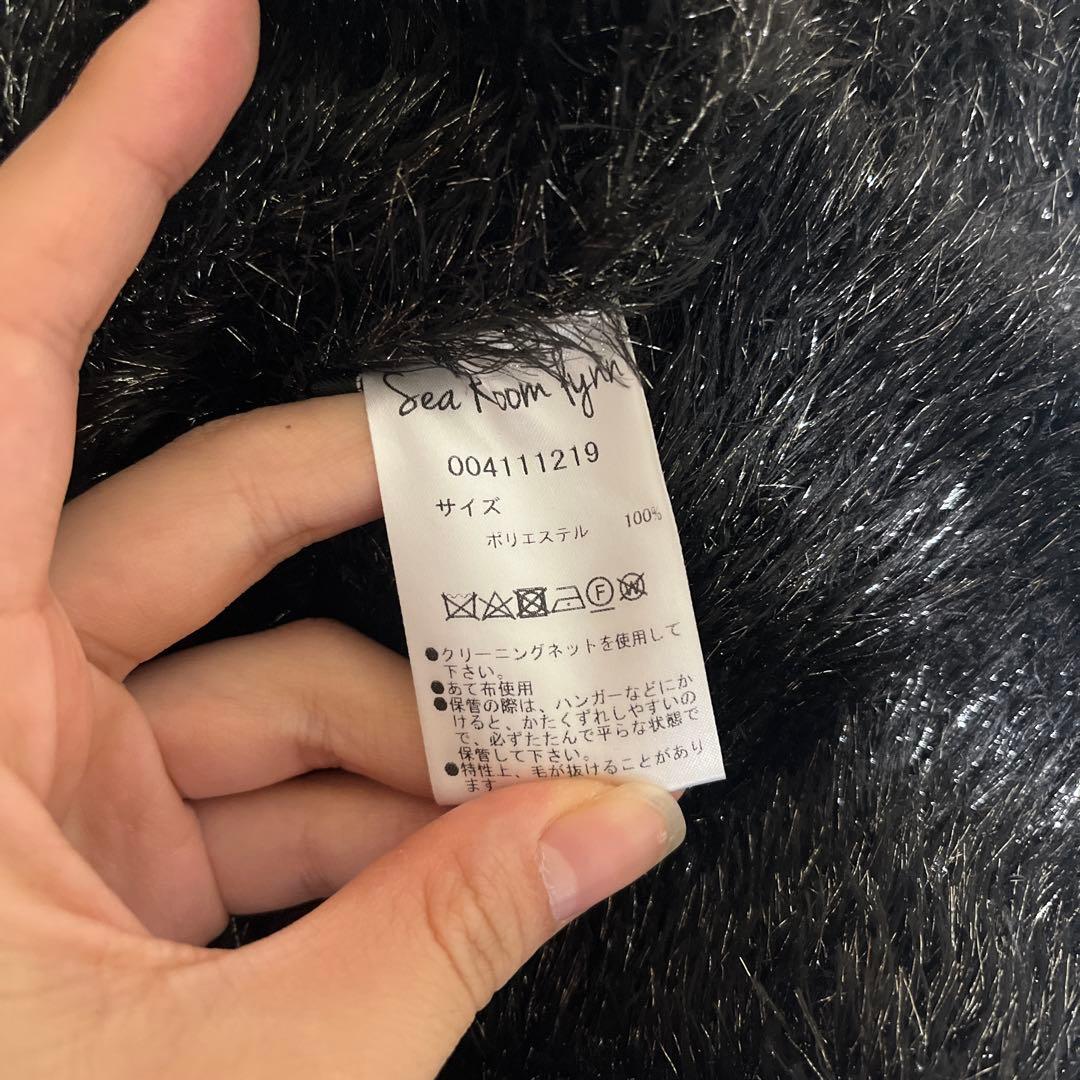 Sea Room lynn
004111219
サイズ
ポリエステル 100%
F W
●クリーニングネットを使用して
下さい。
●あて布使用
●保管の際は、ハンガーなどにか
けると、かたくずれしやすいの
で、必ずたたんで平らな状態で
保管して下さい。
●特性上、毛が抜けることがあり
ます